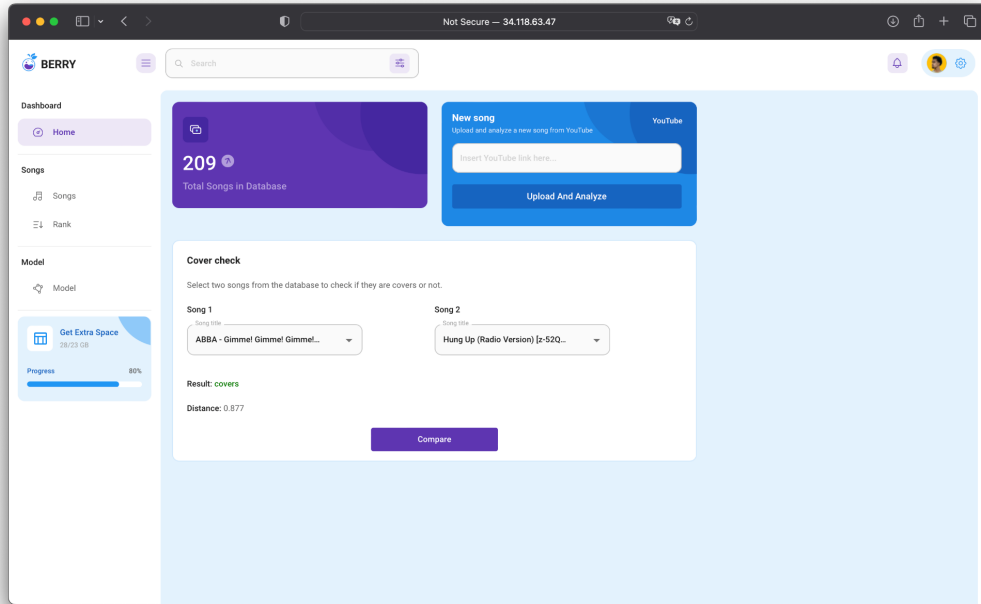 Not Secure — 34.118.63.47
BERRY
Search
Dashboard
Home
Songs
Songs
Rank
Model
Model
Get Extra Space
28/33 GB
Progress 80%
209
Total Songs in Database
New song
YouTube
Upload and analyze a new song from YouTube
Insert YouTube link here...
Upload And Analyze
Cover check
Select two songs from the database to check if they are covers or not.
Song 1
Song title
ABBA - Gimme! Gimme! Gimme!...
Song 2
Song title
Hung Up (Radio Version) [z-52Q...
Result: covers
Distance: 0.877
Compare